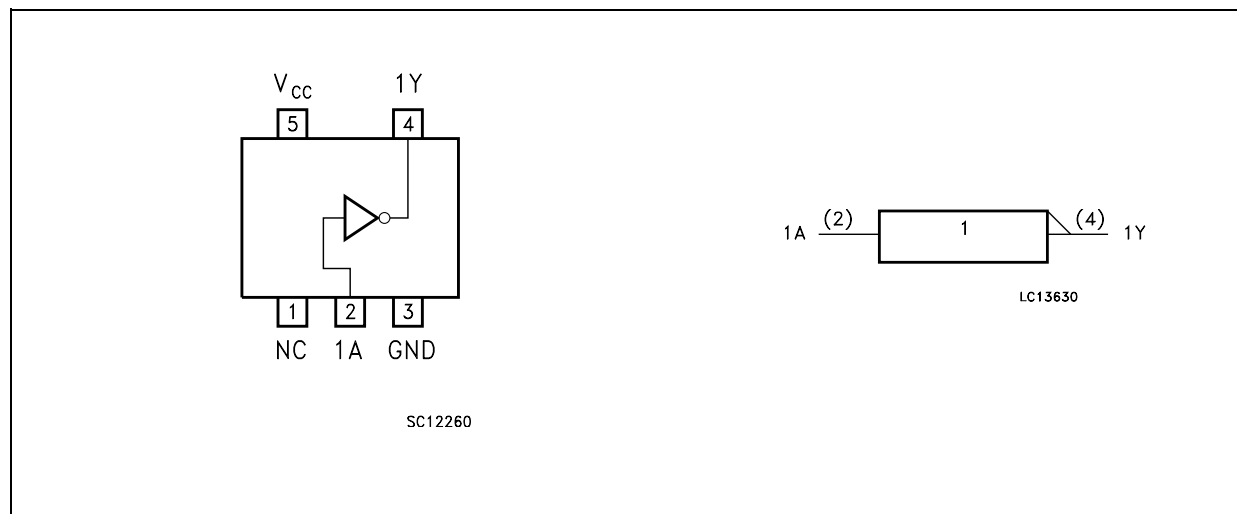 VCC 1Y
5 4
1 2 3
NC 1A GND
SC12260
1A (2) 1 (4) 1Y
LC13630